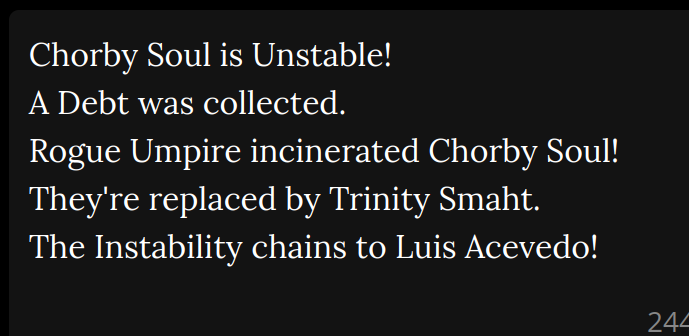 Chorby Soul is Unstable!
A Debt was collected.
Rogue Umpire incinerated Chorby Soul!
They're replaced by Trinity Smaht.
The Instability chains to Luis Acevedo!
244